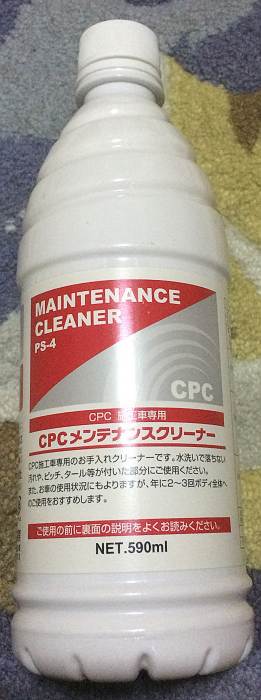 MAINTENANCE
CLEANER
PS-4
CPC
CPC 施工車専用
CPCメンテナンスクリーナー
CPC施工車専用のお手入れクリーナーです。水洗いで落ちない
汚れや、ピッチ、タール等が付いた部分にご使用ください。
また、お車の使用状況にもよりますが、年に2〜3回ボディ全体へ
のご使用をおすすめします。
ご使用の前に裏面の説明をよくお読みください。
NET.590ml